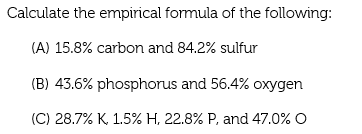 Calculate the empirical formula of the following:
(A) 15.8% carbon and 84.2% sulfur
(B) 43.6% phosphorus and 56.4% oxygen
(C) 28.7% K, 1.5% H, 22.8% P, and 47.0% O